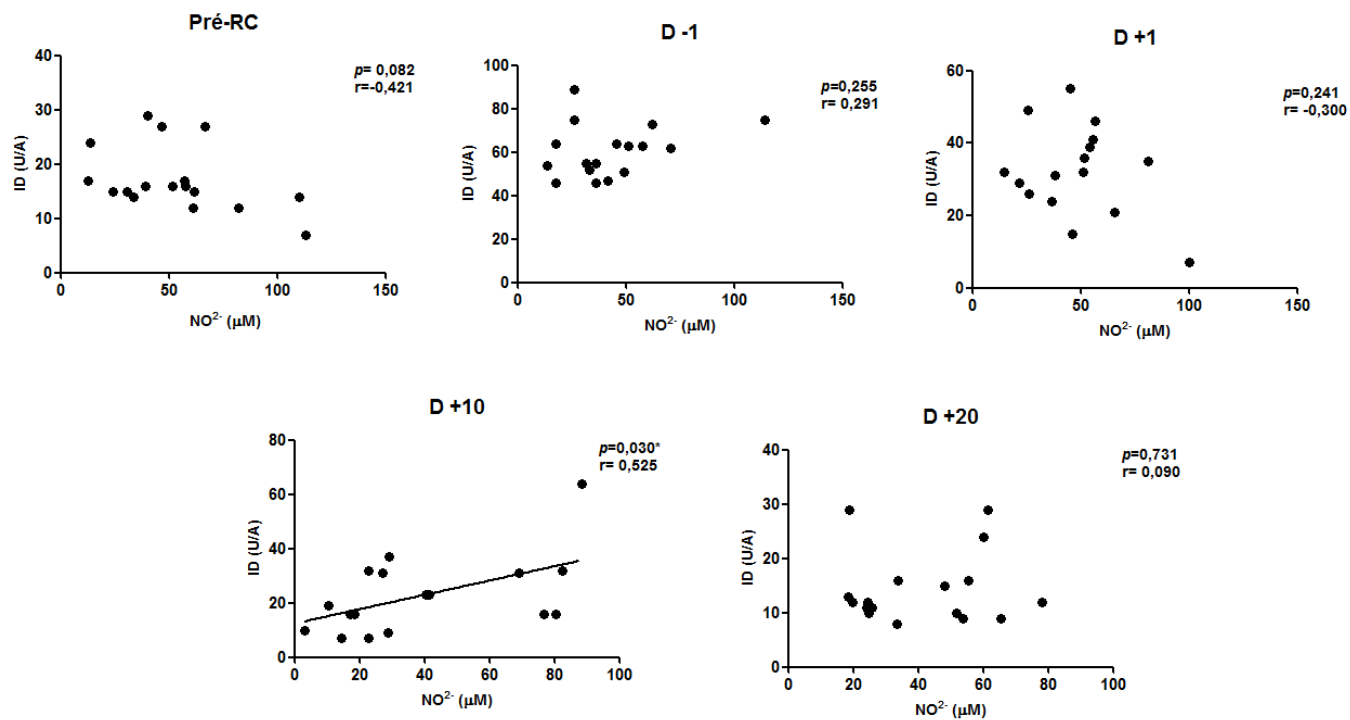 Pré-RC
p= 0,082
r=-0,421
ID (U/A)
40
30
20
10
0
0 50 100 150
NO²⁻ (µM)
D -1
p=0,255
r= 0,291
ID (U/A)
100
80
60
40
20
0
0 50 100 150
NO²⁻ (µM)
D +1
p=0,241
r= -0,300
ID (U/A)
60
40
20
0
0 50 100 150
NO²⁻ (µM)
D +10
p=0,030*
r= 0,525
ID (U/A)
80
60
40
20
0
0 20 40 60 80 100
NO²⁻ (µM)
D +20
p=0,731
r= 0,090
ID (U/A)
40
30
20
10
0
0 20 40 60 80 100
NO²⁻ (µM)